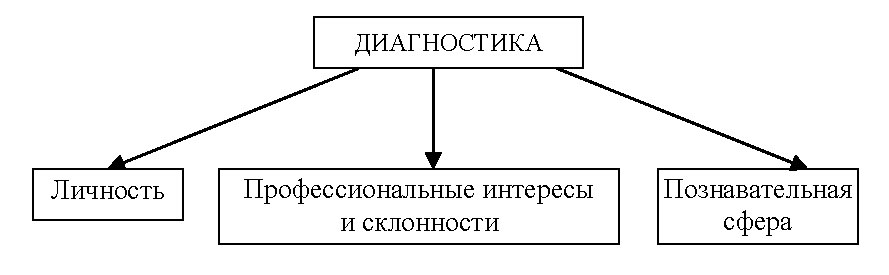 ДИАГНОСТИКА
Личность
Профессиональные интересы
и склонности
Познавательная
сфера